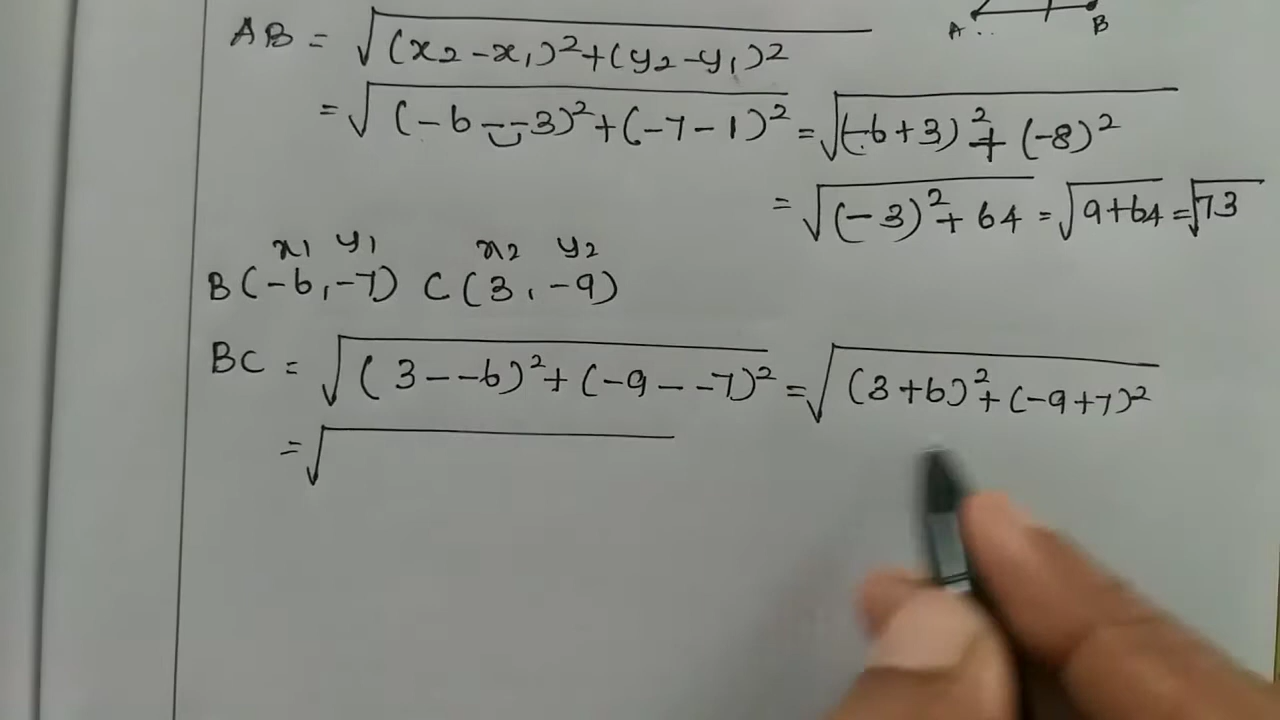 A .. B
AB = √(x2 - x1)² + (y2 - y1)²
= √(-6 - -3)² + (-7 - 1)² = √(-6 + 3)² + (-8)²
= √(-3)² + 64 = √9 + 64 = √73
x1 y1 x2 y2
B(-6, -7) C(3, -9)
BC = √(3 - -6)² + (-9 - -7)² = √(3 + 6)² + (-9 + 7)²
= √